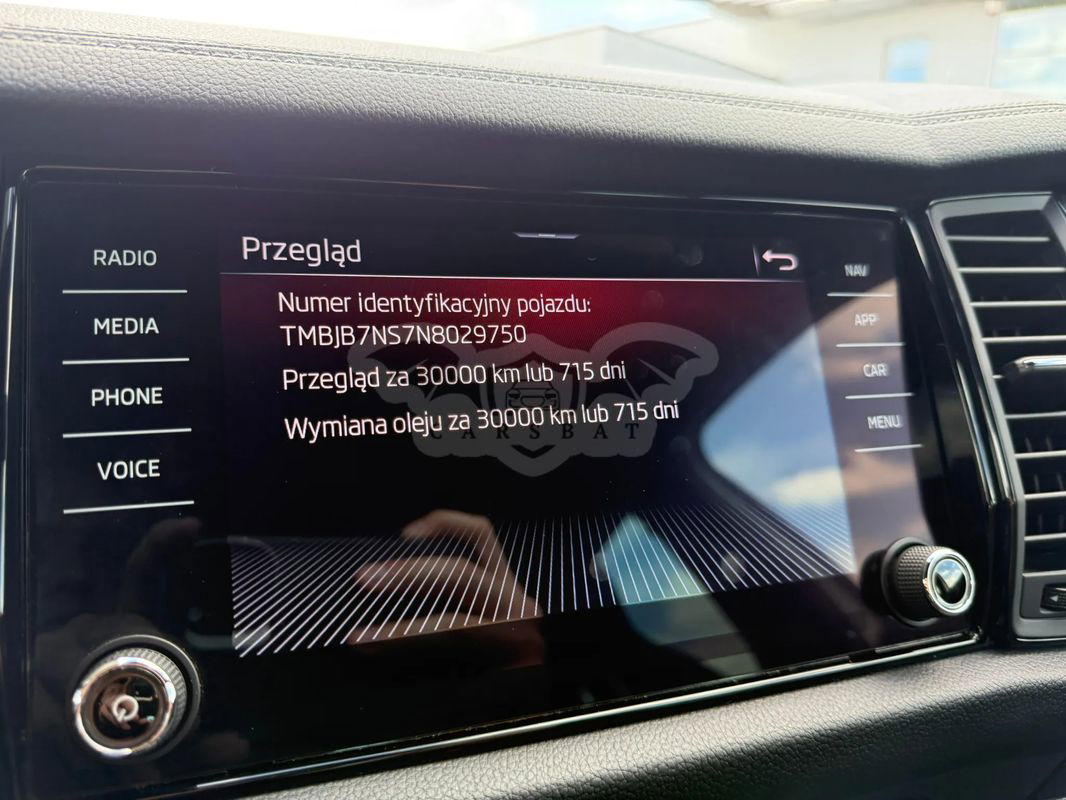 RADIO
MEDIA
PHONE
VOICE
Przegląd
Numer identyfikacyjny pojazdu:
TMBJB7NS7N8029750
Przegląd za 30000 km lub 715 dni
Wymiana oleju za 30000 km lub 715 dni
CARSBAT
NAV
APP
CAR
MENU